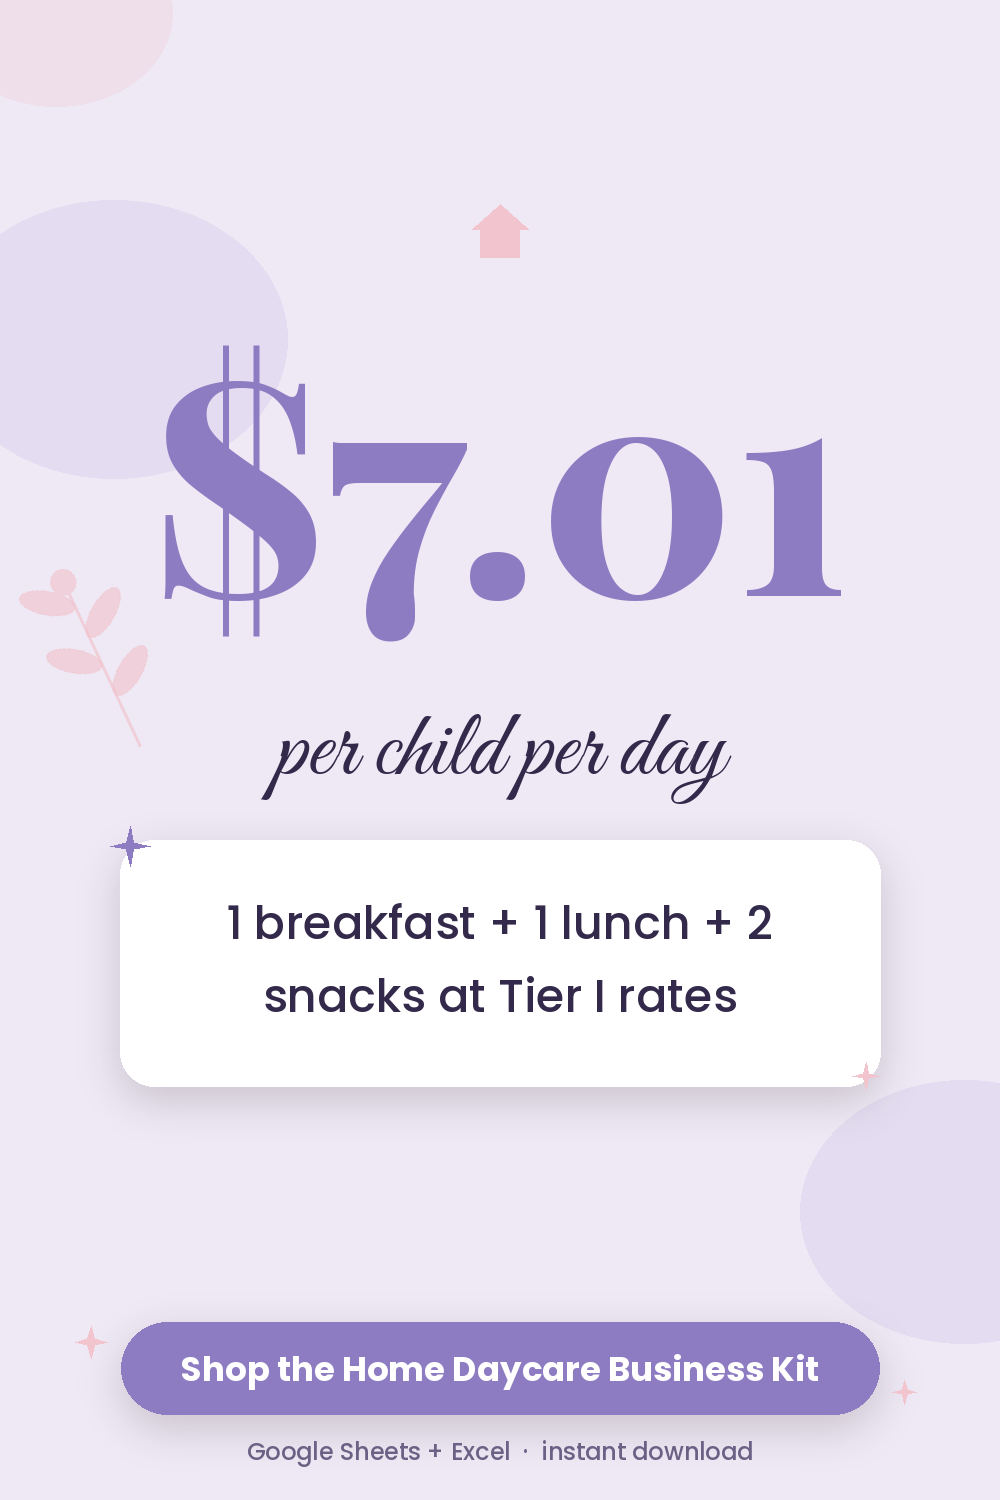 $7.01
per child per day
1 breakfast + 1 lunch + 2
snacks at Tier I rates
Shop the Home Daycare Business Kit
Google Sheets + Excel · instant download